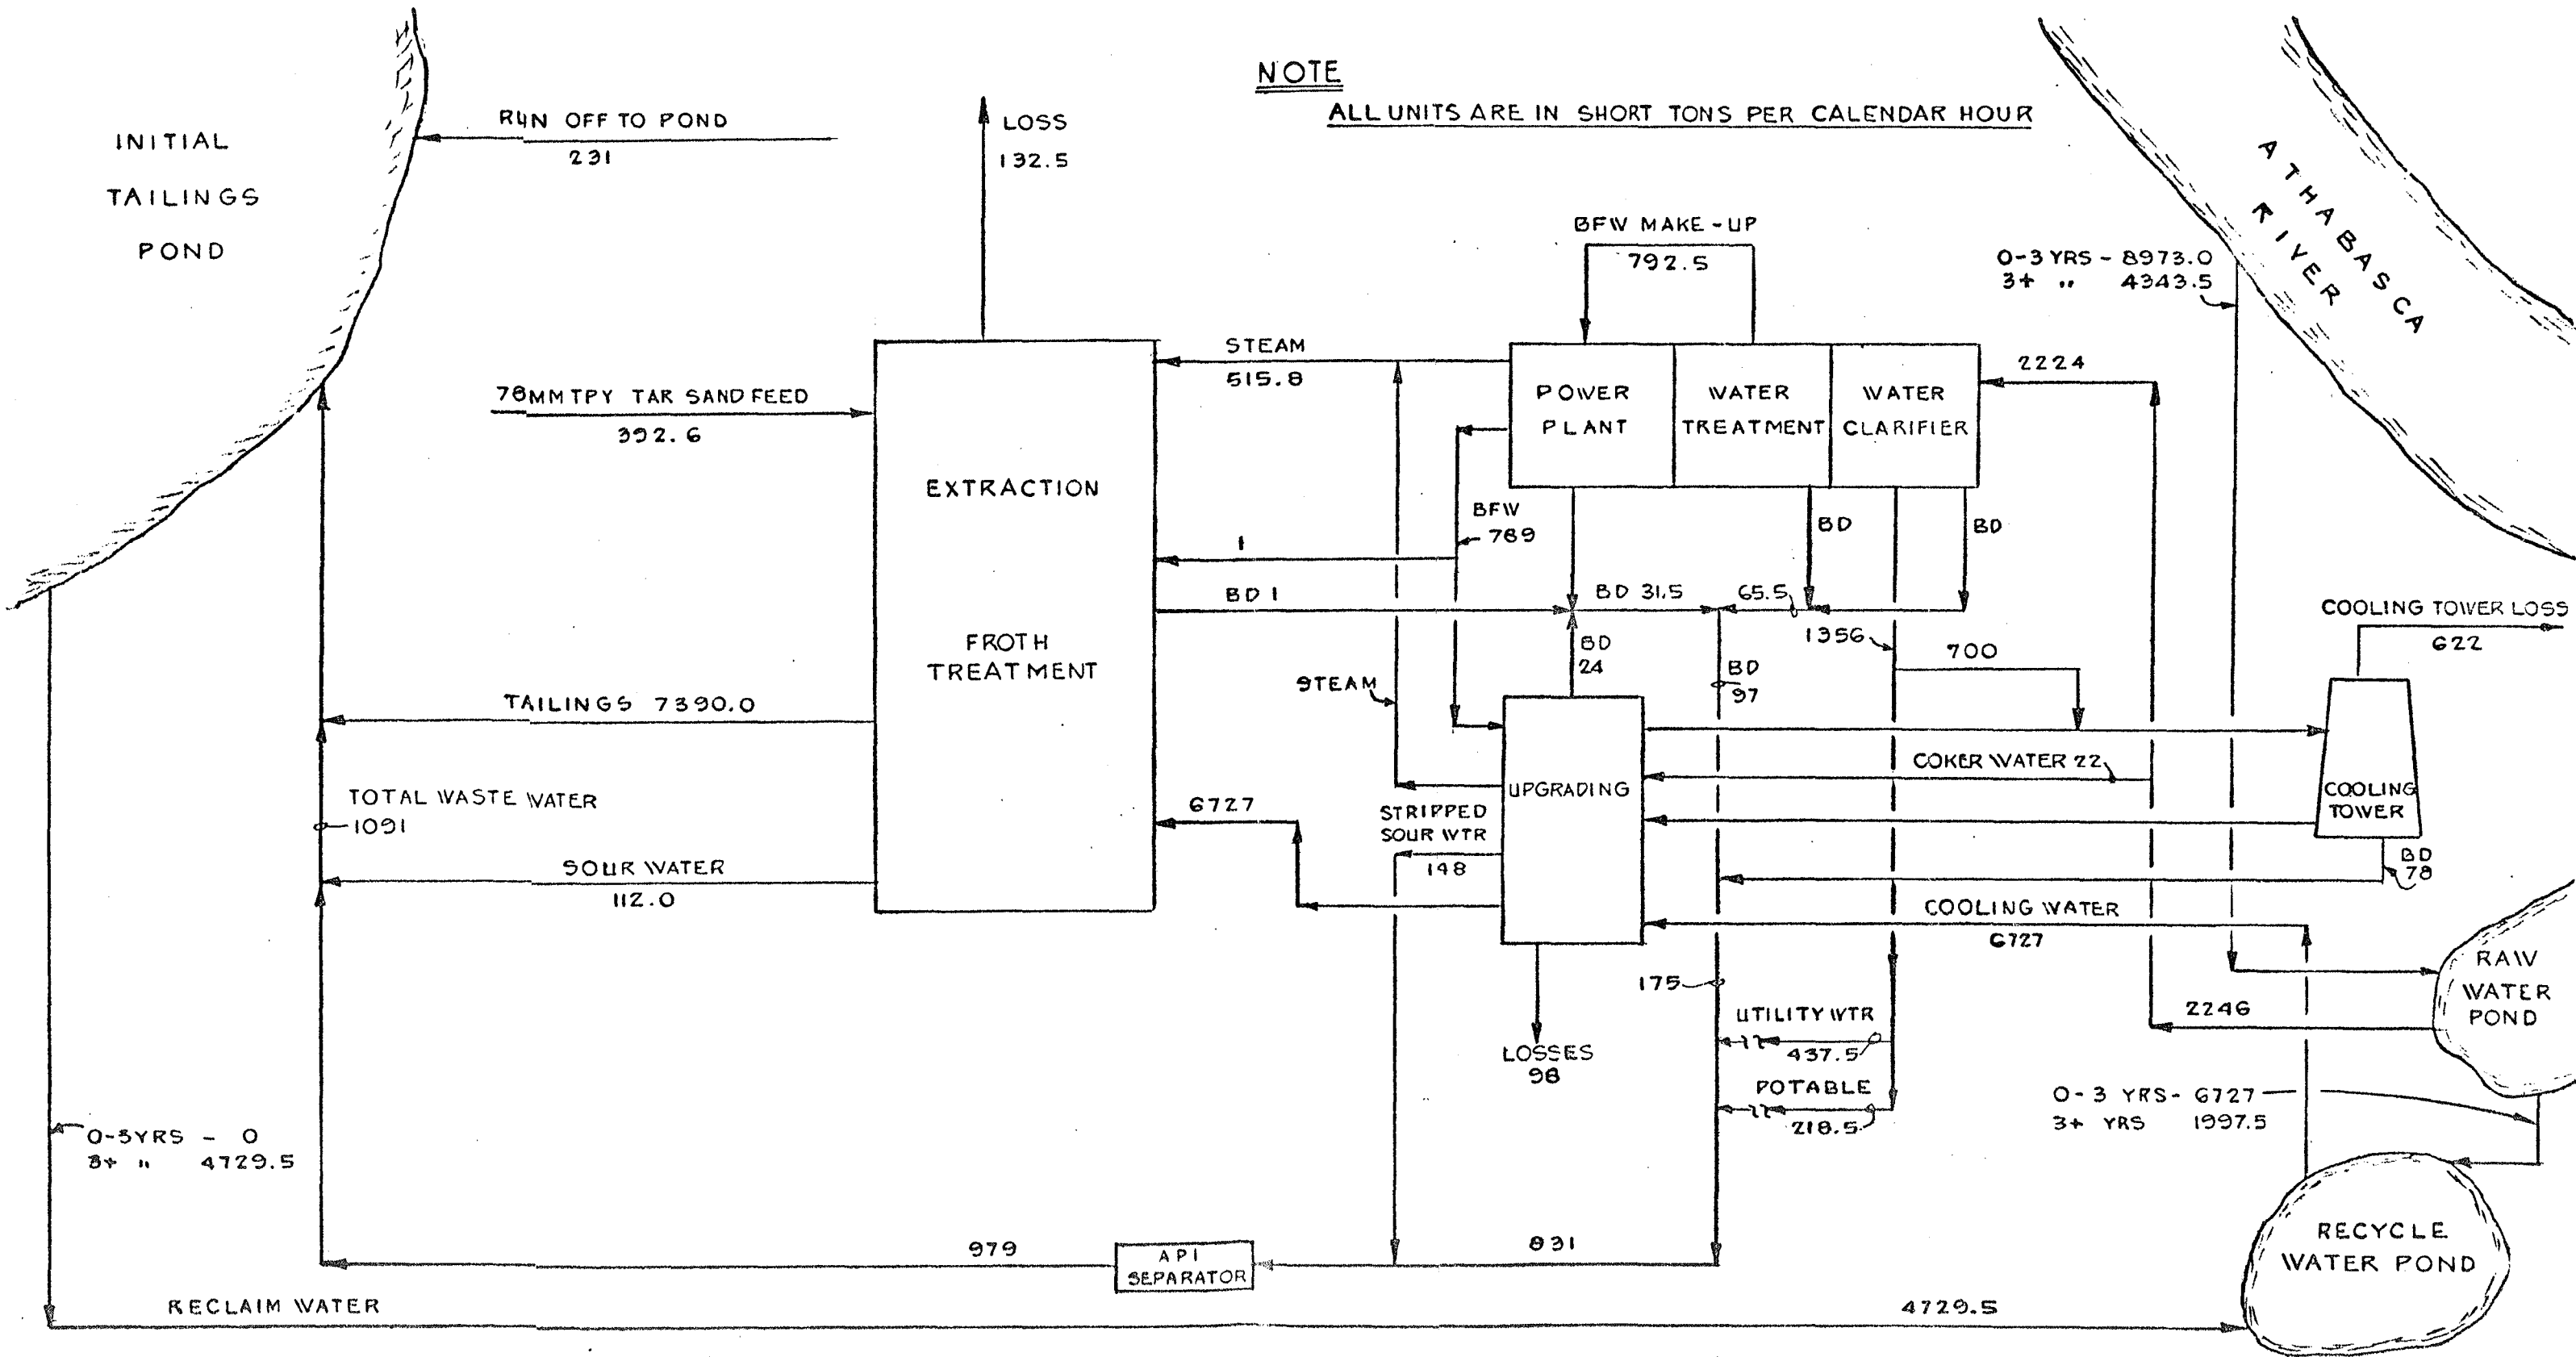 NOTE
ALL UNITS ARE IN SHORT TONS PER CALENDAR HOUR
INITIAL
TAILINGS
POND
RUN OFF TO POND
231
LOSS
132.5
BFW MAKE-UP
792.5
0-3 YRS - 8973.0
3+ " 4343.5
ATHABASCA
RIVER
STEAM
515.8
78MMTPY TAR SAND FEED
392.6
POWER
PLANT
WATER
TREATMENT
WATER
CLARIFIER
2224
EXTRACTION
FROTH
TREATMENT
BFW
789
BD
BD
1
BD 1
BD 31.5
65.5
1356
BD
24
BD
97
700
COOLING TOWER LOSS
622
STEAM
TAILINGS 7390.0
TOTAL WASTE WATER
1091
6727
UPGRADING
COKER WATER 22
COOLING
TOWER
STRIPPED
SOUR WTR
148
SOUR WATER
112.0
BD
78
COOLING WATER
6727
RAW
WATER
POND
175
2246
UTILITY WTR
437.5
LOSSES
98
POTABLE
218.5
0-3 YRS - 6727
3+ YRS 1997.5
0-3YRS - 0
3+ " 4729.5
979
API
SEPARATOR
831
RECYCLE
WATER POND
RECLAIM WATER
4729.5